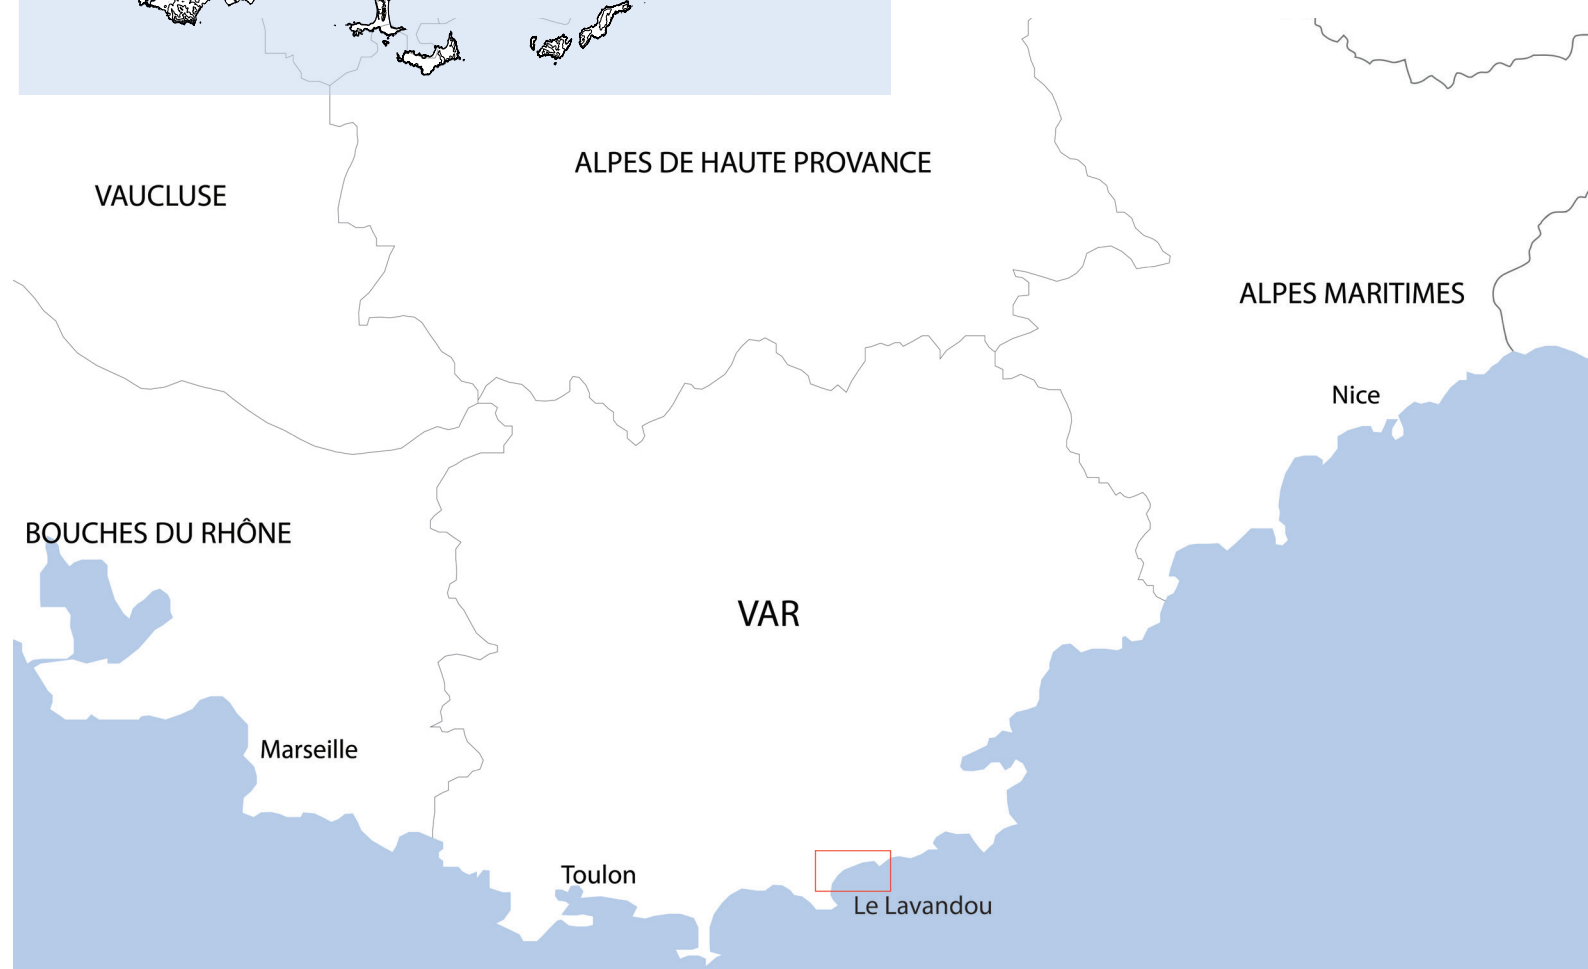 ALPES DE HAUTE PROVANCE
VAUCLUSE
ALPES MARITIMES
Nice
BOUCHES DU RHÔNE
VAR
Marseille
Toulon
Le Lavandou